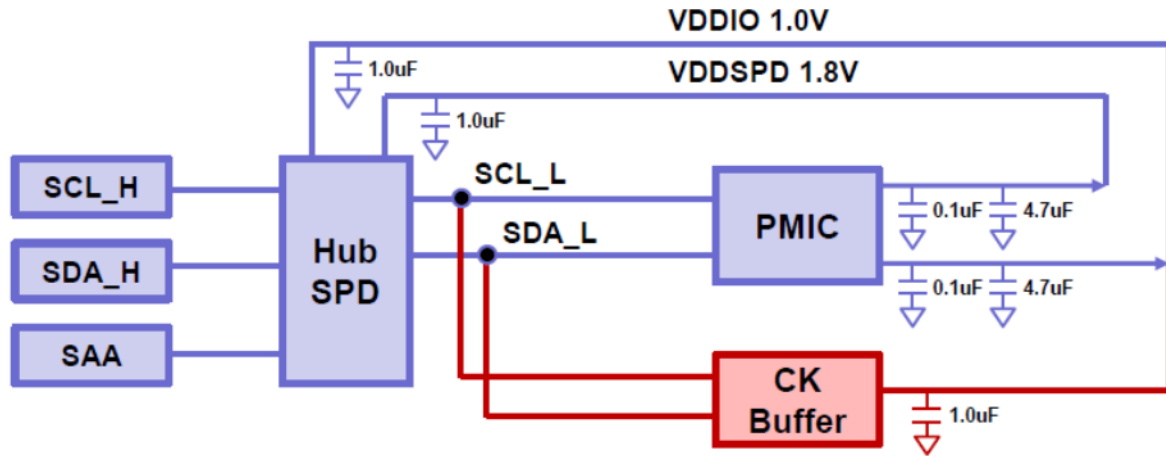 VDDIO 1.0V
1.0uF
VDDSPD 1.8V
1.0uF
SCL_H
SCL_L
0.1uF
4.7uF
PMIC
SDA_L
Hub
SPD
SDA_H
0.1uF
4.7uF
SAA
CK
Buffer
1.0uF